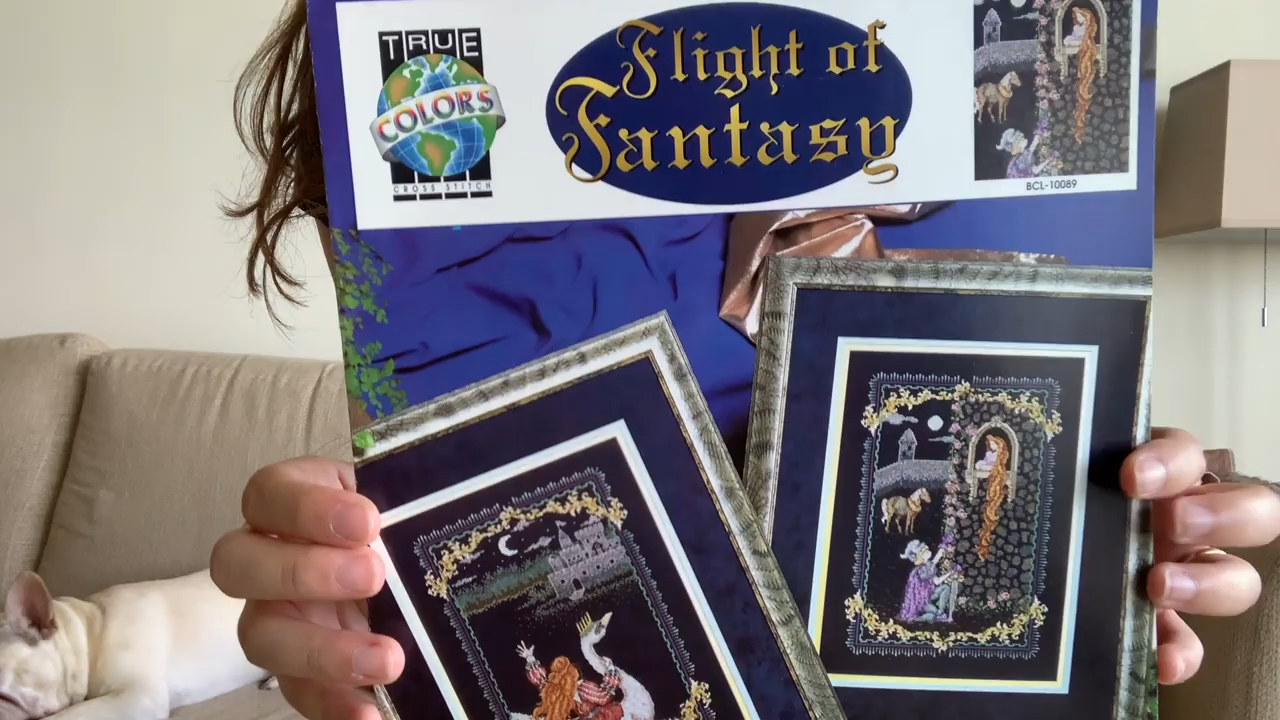 TRUE
COLORS
CROSS STITCH
Flight of
Fantasy
BCL-10089